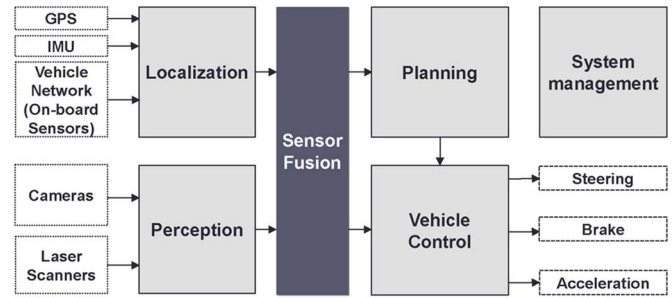 GPS
IMU
Vehicle
Network
(On-board
Sensors)
Localization
Sensor
Fusion
Planning
System
management
Cameras
Laser
Scanners
Perception
Vehicle
Control
Steering
Brake
Acceleration